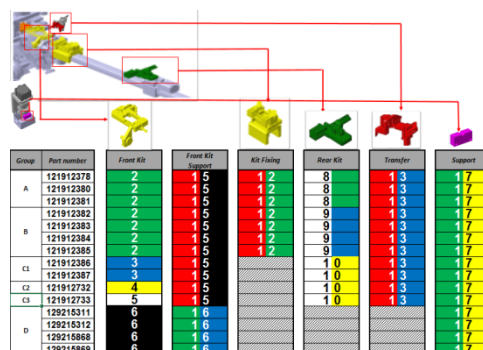 Group Part number Front Kit Front Kit Support Kit Fixing Rear Kit Transfer Support
A 121912378 2 1 5 1 2 8 1 3 1 7
121912380 2 1 5 1 2 8 1 3 1 7
121912381 2 1 5 1 2 8 1 3 1 7
B 121912382 2 1 5 1 2 9 1 3 1 7
121912383 2 1 5 1 2 9 1 3 1 7
121912384 2 1 5 1 2 9 1 3 1 7
121912385 2 1 5 1 2 9 1 3 1 7
C1 121912386 3 1 5 1 0 1 3 1 7
121912387 3 1 5 1 0 1 3 1 7
C2 121912732 4 1 5 1 0 1 3 1 7
C3 121912733 5 1 5 1 0 1 3 1 7
D 129215311 6 1 6 1 7
129215312 6 1 6 1 7
129215868 6 1 6 1 7
129215869 6 1 6 1 7